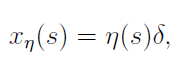 x_η(s) = η(s)δ,